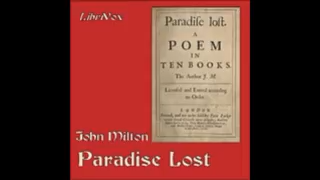 LibriVox
Paradiſe loſt.
A
POEM
IN
TEN BOOKS.
The Author J. M.
Licenſed and Entred according
to Order.
LONDON
John Milton
Paradise Lost